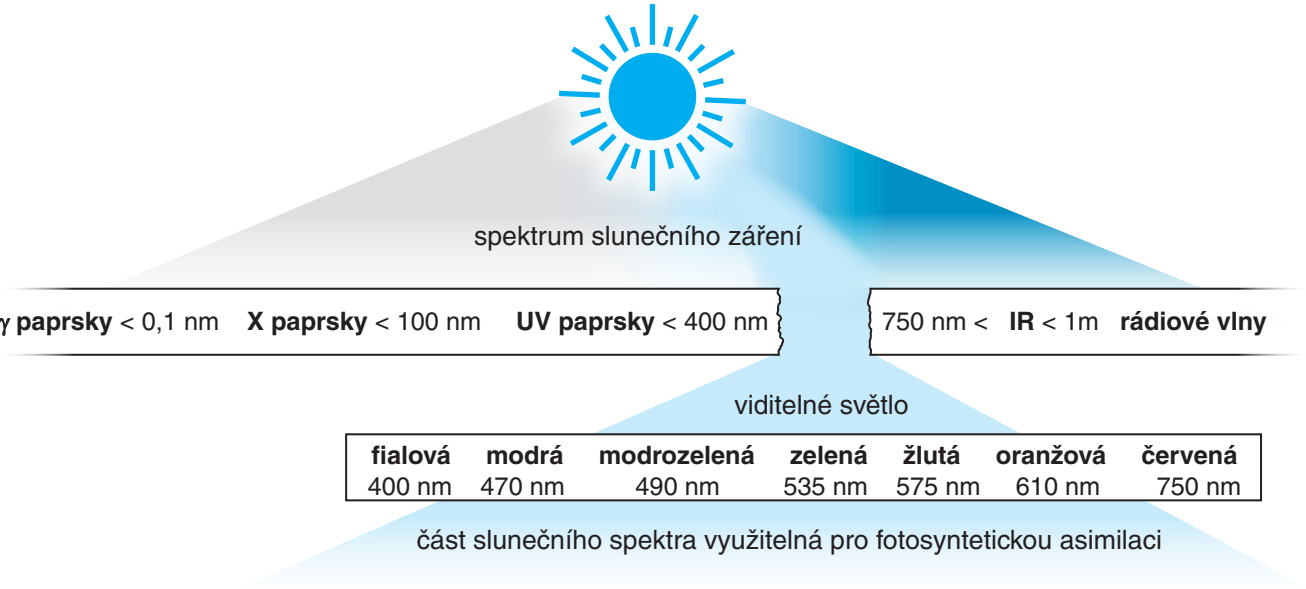 spektrum slunečního záření
γ paprsky < 0,1 nm X paprsky < 100 nm UV paprsky < 400 nm 750 nm < IR < 1m rádiové vlny
viditelné světlo
fialová modrá modrozelená zelená žlutá oranžová červená
400 nm 470 nm 490 nm 535 nm 575 nm 610 nm 750 nm
část slunečního spektra využitelná pro fotosyntetickou asimilaci